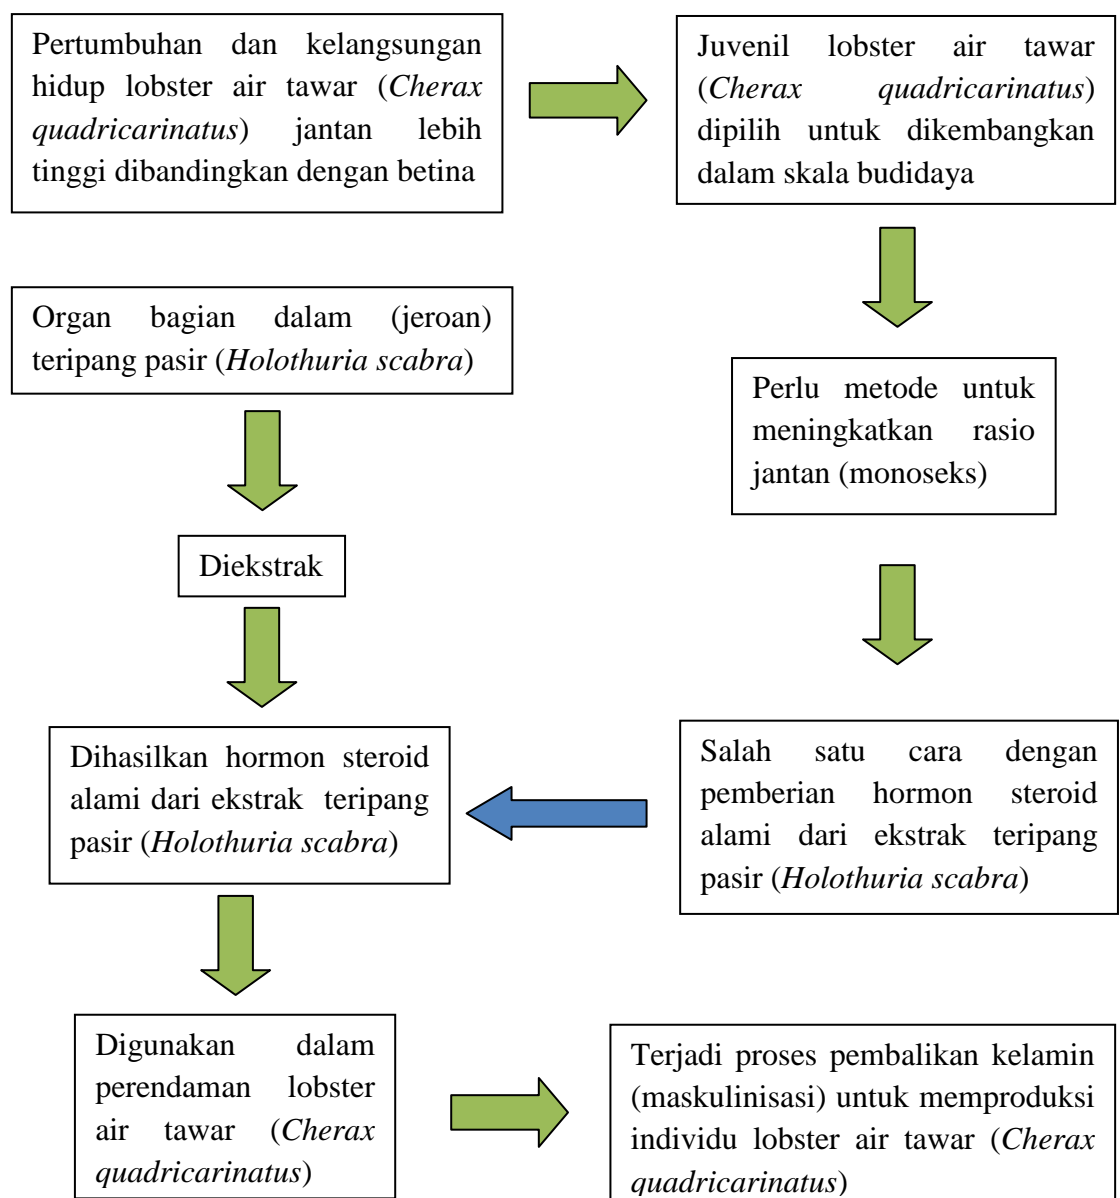 Pertumbuhan dan kelangsungan
hidup lobster air tawar (Cherax
quadricarinatus) jantan lebih
tinggi dibandingkan dengan betina
Juvenil lobster air tawar
(Cherax quadricarinatus)
dipilih untuk dikembangkan
dalam skala budidaya
Organ bagian dalam (jeroan)
teripang pasir (Holothuria scabra)
Perlu metode untuk
meningkatkan rasio
jantan (monoseks)
Diekstrak
Dihasilkan hormon steroid
alami dari ekstrak teripang
pasir (Holothuria scabra)
Salah satu cara dengan
pemberian hormon steroid
alami dari ekstrak teripang
pasir (Holothuria scabra)
Digunakan dalam
perendaman lobster
air tawar (Cherax
quadricarinatus)
Terjadi proses pembalikan kelamin
(maskulinisasi) untuk memproduksi
individu lobster air tawar (Cherax
quadricarinatus)